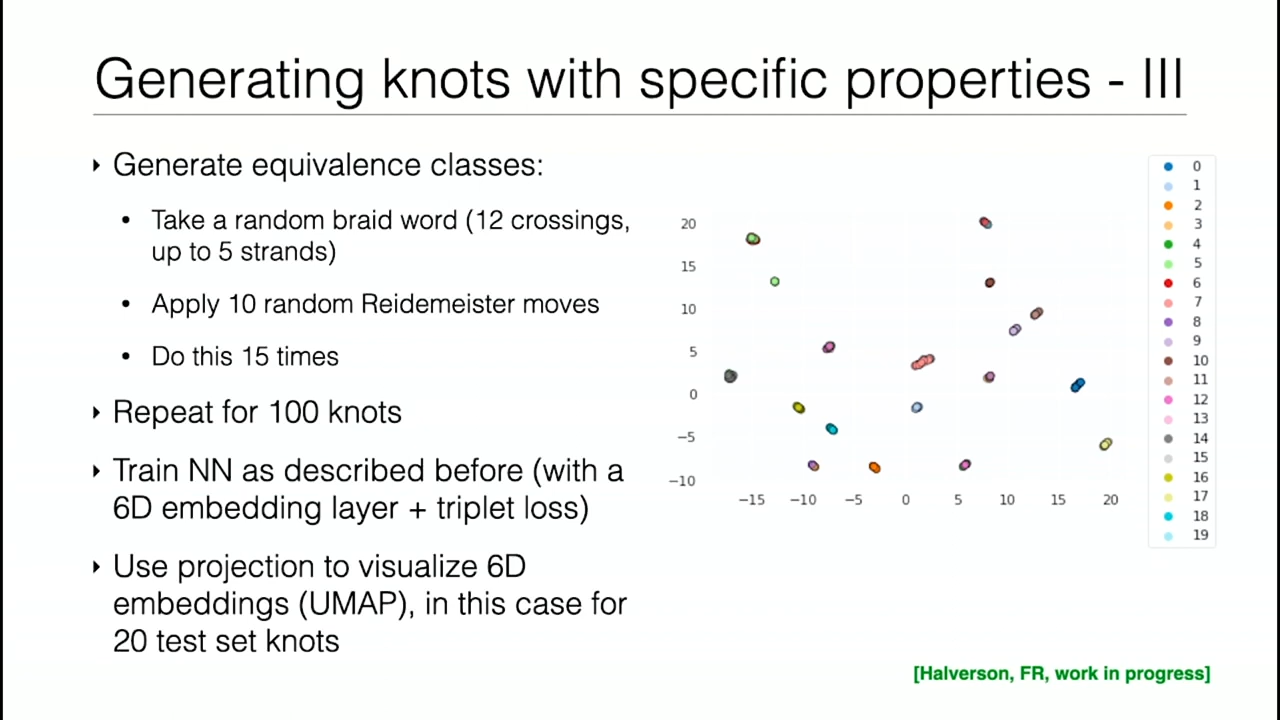 Generating knots with specific properties - III
‣ Generate equivalence classes:
• Take a random braid word (12 crossings,
up to 5 strands)
• Apply 10 random Reidemeister moves
• Do this 15 times
‣ Repeat for 100 knots
‣ Train NN as described before (with a
6D embedding layer + triplet loss)
‣ Use projection to visualize 6D
embeddings (UMAP), in this case for
20 test set knots
20
15
10
5
0
−5
−10
−15 −10 −5 0 5 10 15 20
0
1
2
3
4
5
6
7
8
9
10
11
12
13
14
15
16
17
18
19
[Halverson, FR, work in progress]